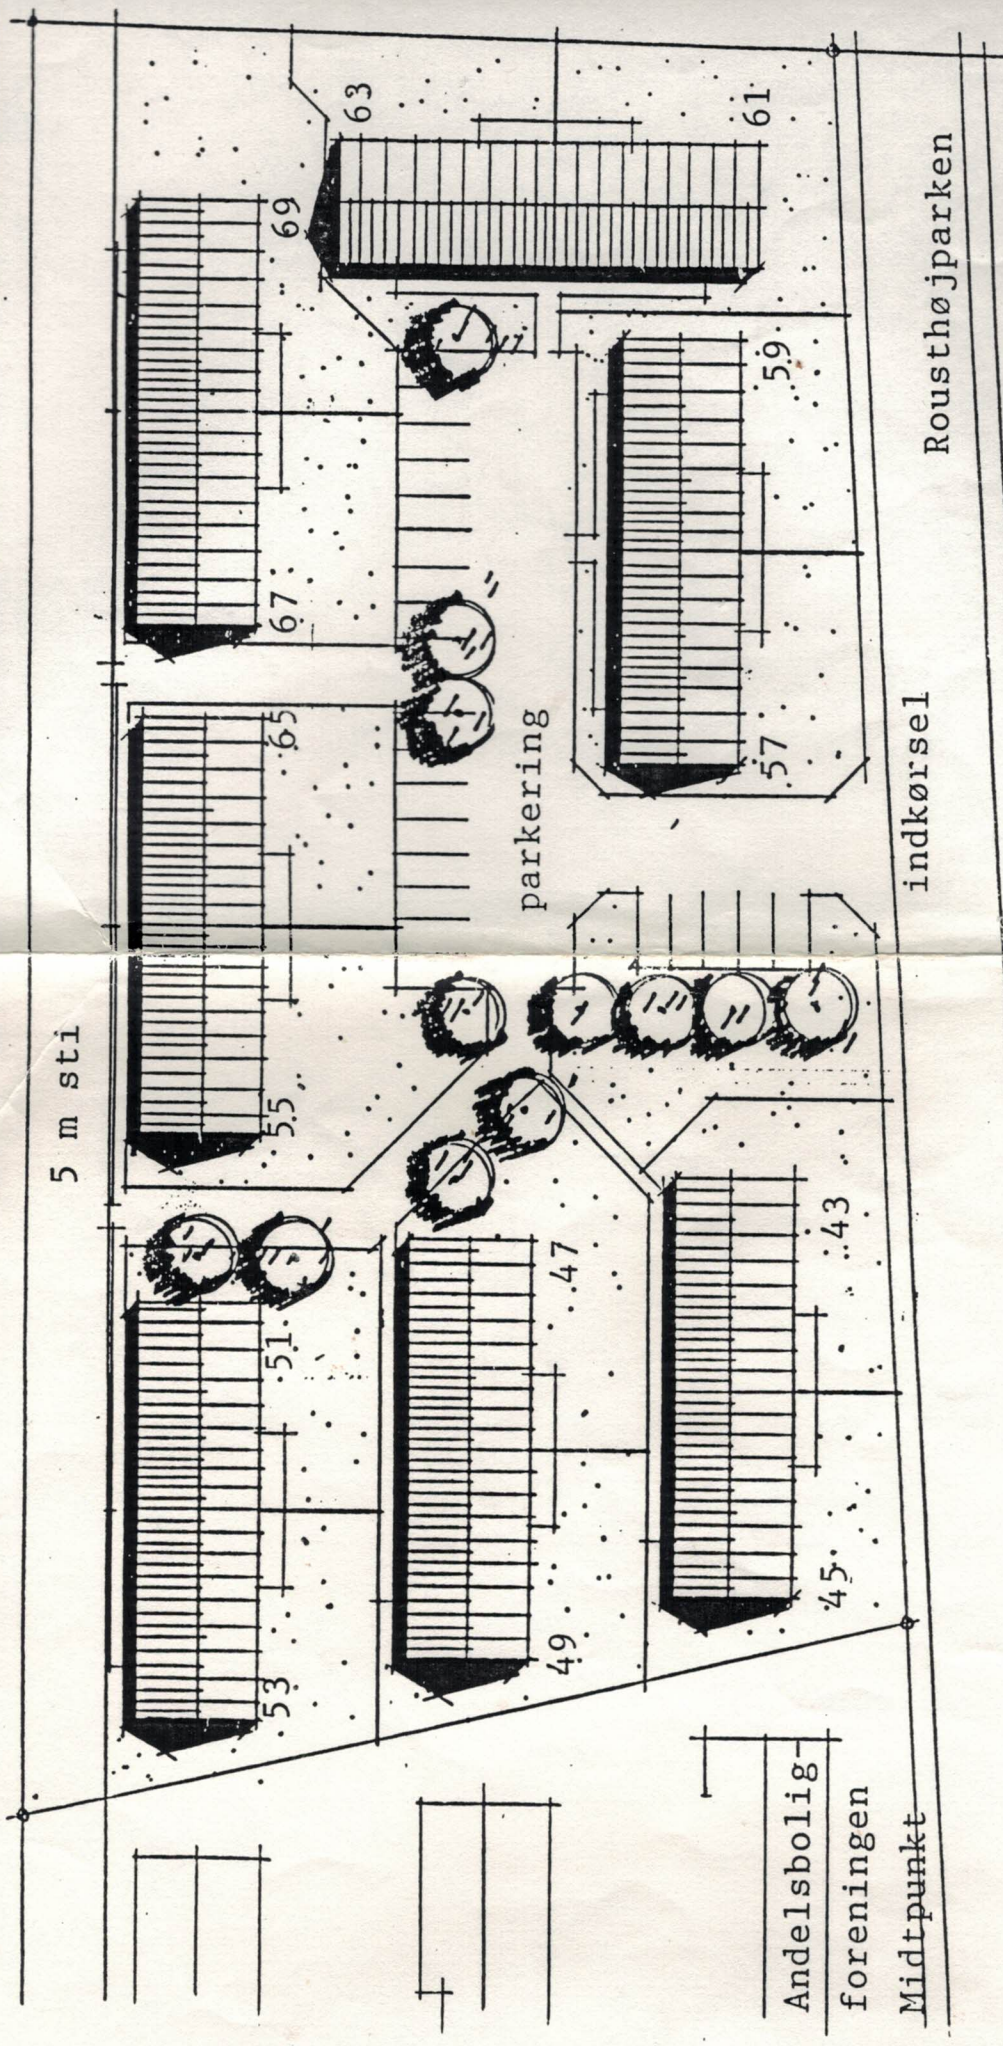 5 m sti
53
51
55
65
67
69
63
49
47
parkering
61
45
43
57
59
indkørsel
Rousthøjparken
Andelsbolig-
foreningen
Midtpunkt